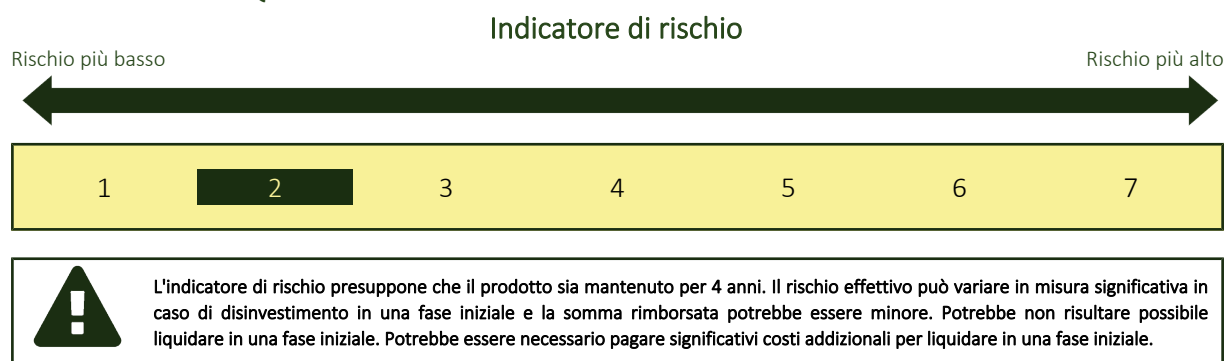 Indicatore di rischio
Rischio più basso
Rischio più alto
1 2 3 4 5 6 7
L'indicatore di rischio presuppone che il prodotto sia mantenuto per 4 anni. Il rischio effettivo può variare in misura significativa in
caso di disinvestimento in una fase iniziale e la somma rimborsata potrebbe essere minore. Potrebbe non risultare possibile
liquidare in una fase iniziale. Potrebbe essere necessario pagare significativi costi addizionali per liquidare in una fase iniziale.